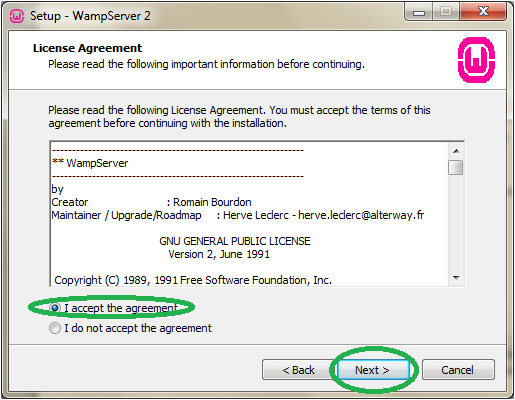 Setup - WampServer 2
License Agreement
Please read the following important information before continuing.
Please read the following License Agreement. You must accept the terms of this
agreement before continuing with the installation.
------------------------------------------------------------
** WampServer
------------------------------------------------------------
by
Creator : Romain Bourdon
Maintainer / Upgrade/Roadmap : Herve Leclerc - herve.leclerc@alterway.fr
GNU GENERAL PUBLIC LICENSE
Version 2, June 1991
Copyright (C) 1989, 1991 Free Software Foundation, Inc.
I accept the agreement
I do not accept the agreement
< Back Next > Cancel